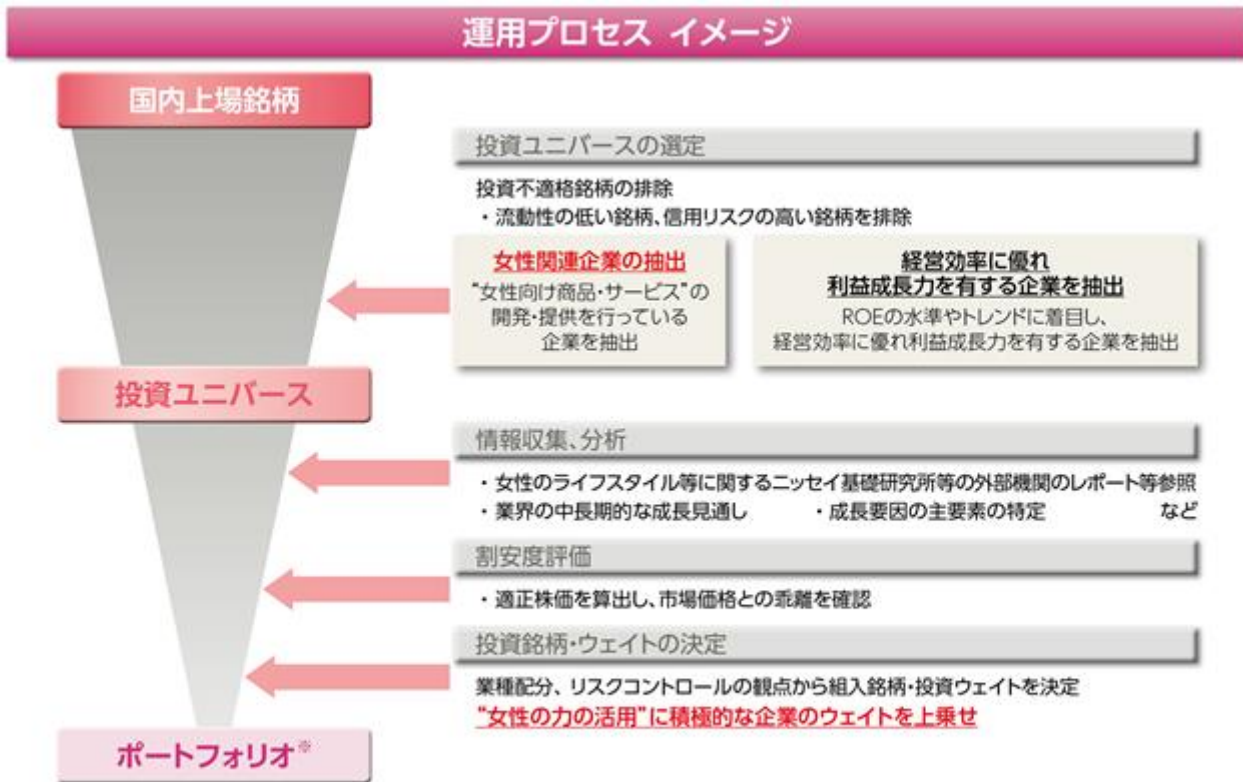 運用プロセス イメージ
国内上場銘柄
投資ユニバースの選定
投資不適格銘柄の排除
・流動性の低い銘柄、信用リスクの高い銘柄を排除
女性関連企業の抽出
“女性向け商品・サービス”の
開発・提供を行っている
企業を抽出
経営効率に優れ
利益成長力を有する企業を抽出
ROEの水準やトレンドに着目し、
経営効率に優れ利益成長力を有する企業を抽出
投資ユニバース
情報収集、分析
・女性のライフスタイル等に関するニッセイ基礎研究所等の外部機関のレポート等参照
・業界の中長期的な成長見通し ・成長要因の主要素の特定 など
割安度評価
・適正株価を算出し、市場価格との乖離を確認
投資銘柄・ウェイトの決定
業種配分、リスクコントロールの観点から組入銘柄・投資ウェイトを決定
“女性の力の活用”に積極的な企業のウェイトを上乗せ
ポートフォリオ※